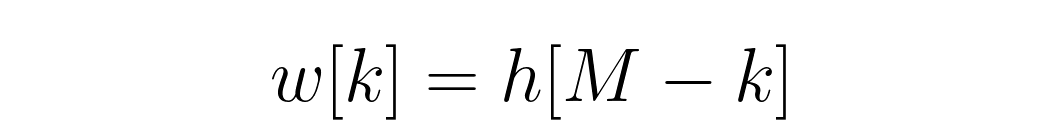 w[k] = h[M − k]